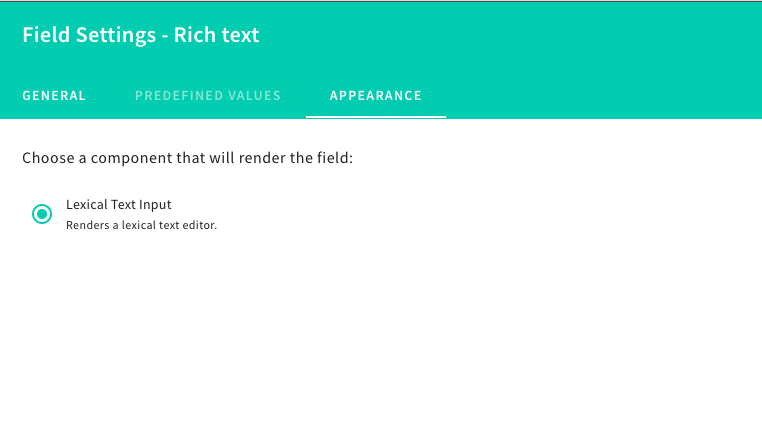 Field Settings - Rich text
GENERAL PREDEFINED VALUES APPEARANCE
Choose a component that will render the field:
Lexical Text Input
Renders a lexical text editor.